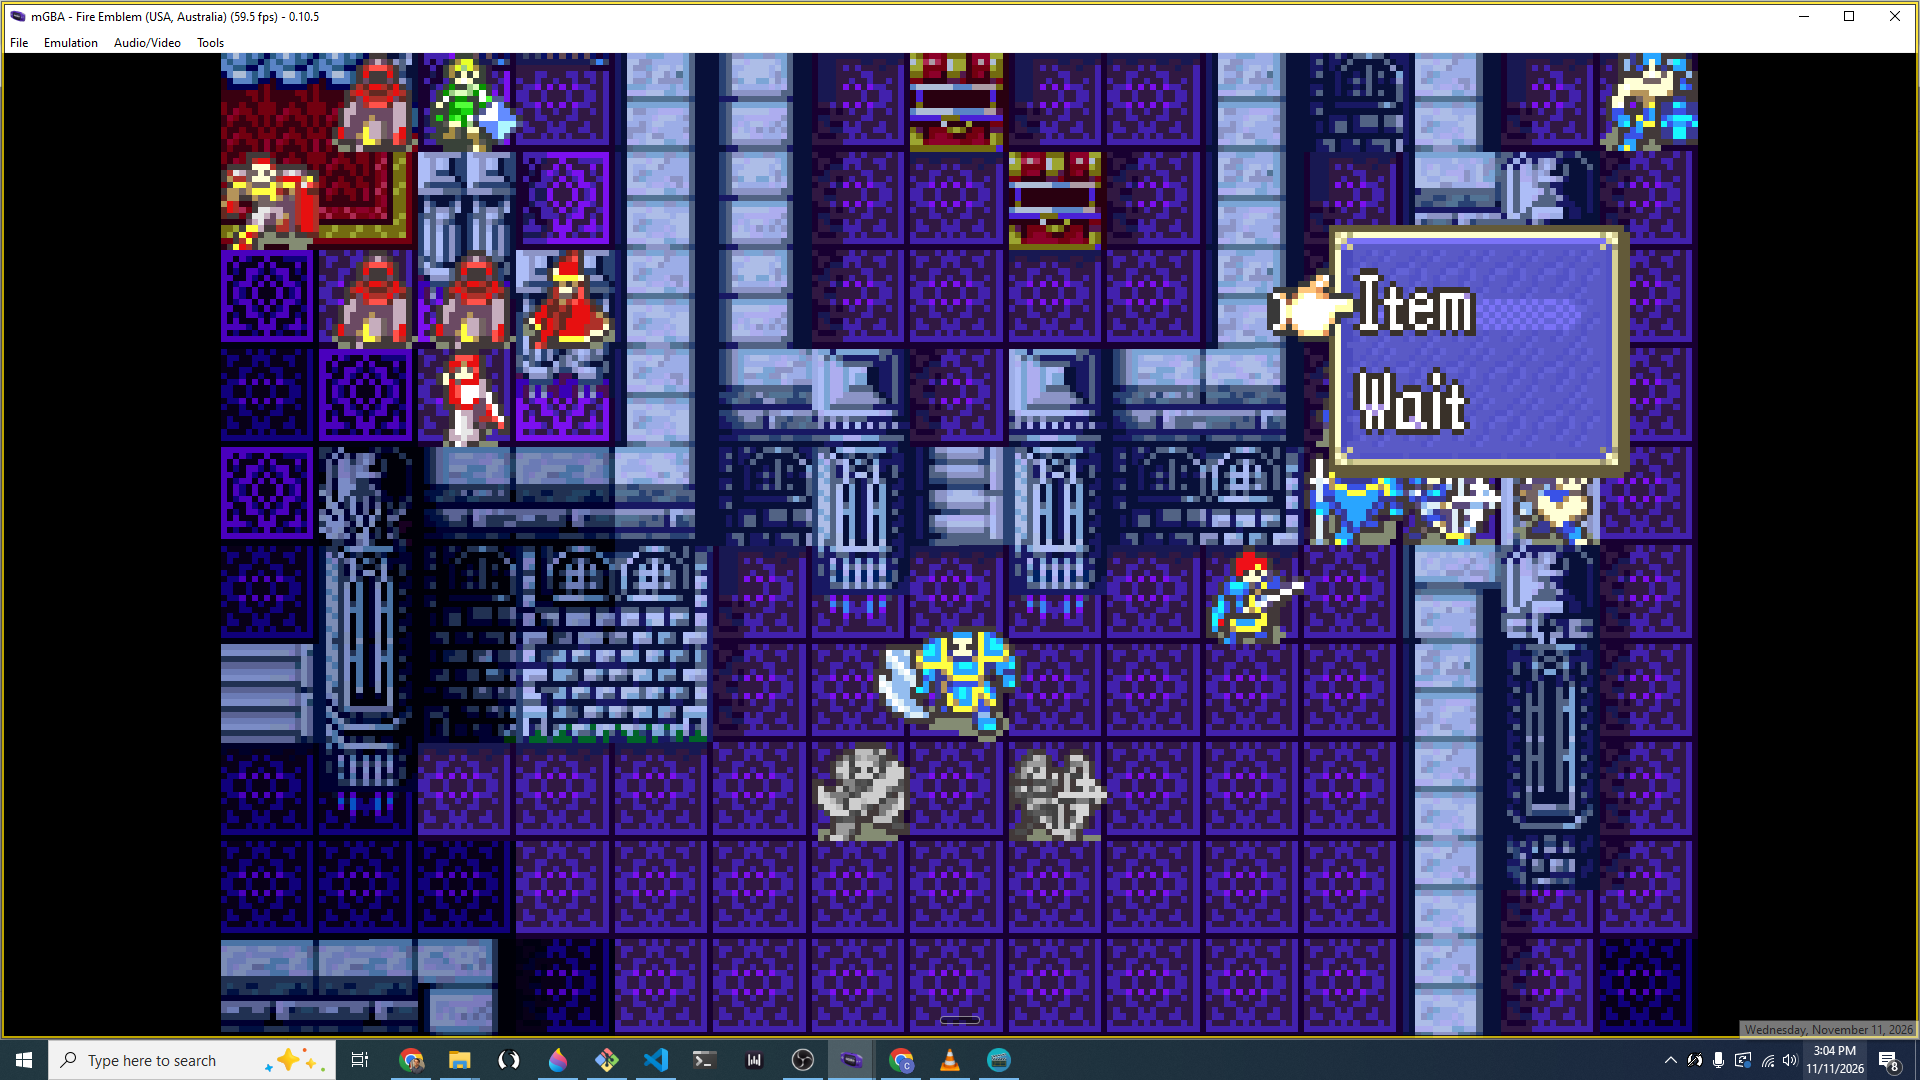 mGBA - Fire Emblem (USA, Australia) (59.5 fps) - 0.10.5
File Emulation Audio/Video Tools
Item
Wait
Wednesday, November 11, 2026
Type here to search
3:04 PM
11/11/2026
8